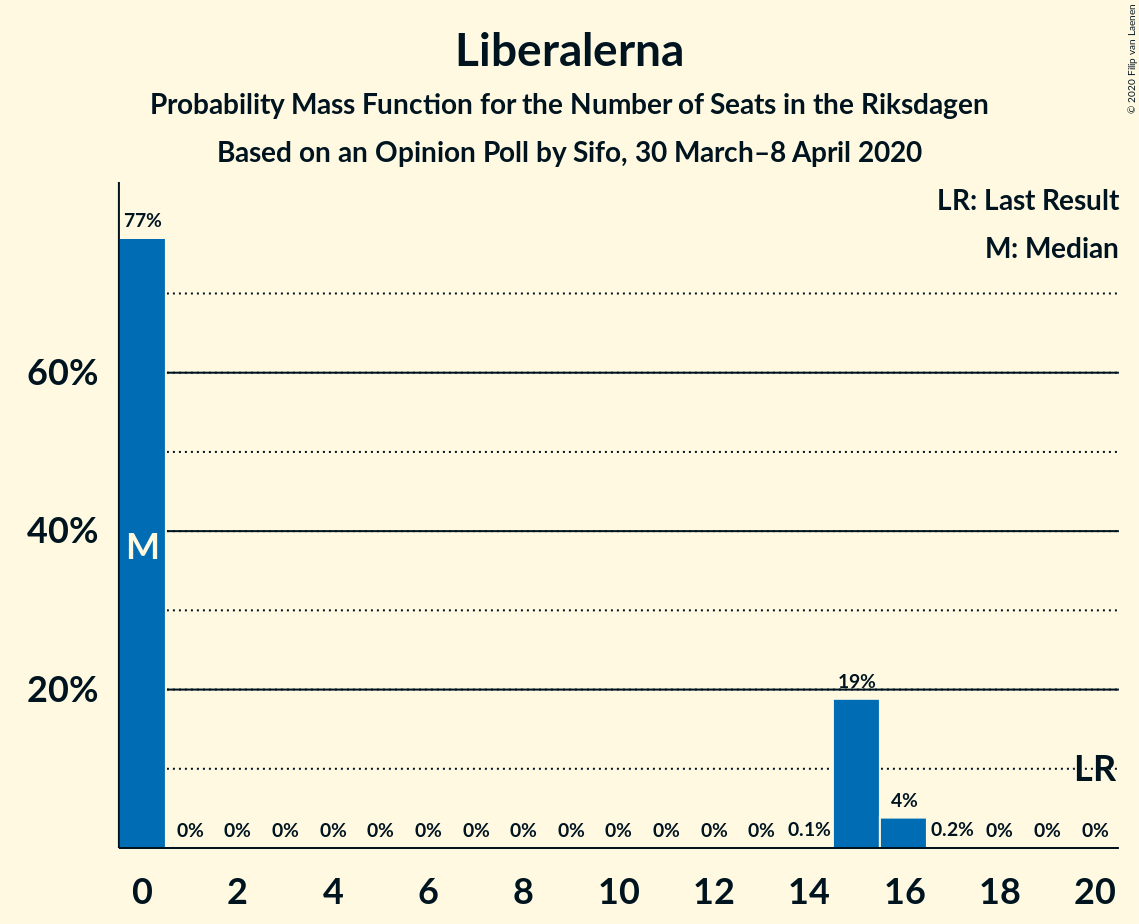 Liberalerna
Probability Mass Function for the Number of Seats in the Riksdagen
Based on an Opinion Poll by Sifo, 30 March–8 April 2020
© 2020 Filip van Laenen
LR: Last Result
M: Median
77%
60%
40%
M
20%
19%
LR
4%
0% 0% 0% 0% 0% 0% 0% 0% 0% 0% 0% 0% 0% 0.1% 0.2% 0% 0% 0%
0 2 4 6 8 10 12 14 16 18 20